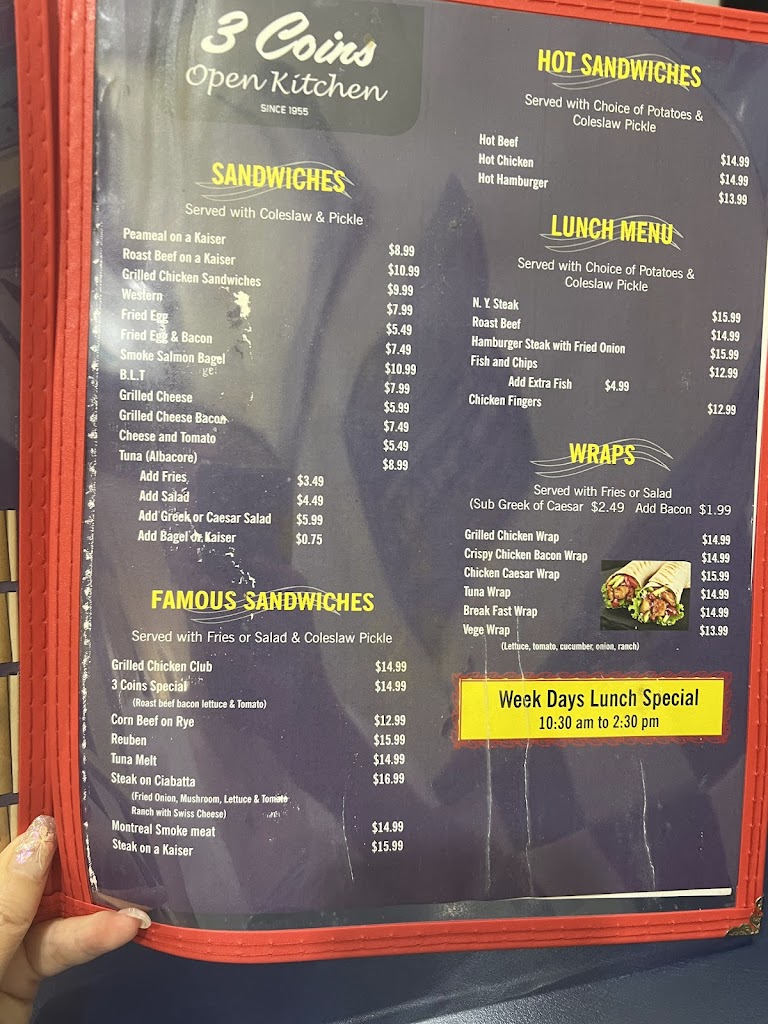 3 Coins
Open Kitchen
SINCE 1955
SANDWICHES
Served with Coleslaw & Pickle
Peameal on a Kaiser $8.99
Roast Beef on a Kaiser $10.99
Grilled Chicken Sandwiches $9.99
Western $7.99
Fried Egg $5.49
Fried Egg & Bacon $7.49
Smoke Salmon Bagel $10.99
B.L.T $7.99
Grilled Cheese $5.99
Grilled Cheese Bacon $7.49
Cheese and Tomato $5.49
Tuna (Albacore) $8.99
Add Fries $3.49
Add Salad $4.49
Add Greek or Caesar Salad $5.99
Add Bagel or Kaiser $0.75
FAMOUS SANDWICHES
Served with Fries or Salad & Coleslaw Pickle
Grilled Chicken Club $14.99
3 Coins Special $14.99
(Roast beef bacon lettuce & Tomato)
Corn Beef on Rye $12.99
Reuben $15.99
Tuna Melt $14.99
Steak on Ciabatta $16.99
(Fried Onion, Mushroom, Lettuce & Tomato
Ranch with Swiss Cheese)
Montreal Smoke meat $14.99
Steak on a Kaiser $15.99
HOT SANDWICHES
Served with Choice of Potatoes &
Coleslaw Pickle
Hot Beef $14.99
Hot Chicken $14.99
Hot Hamburger $13.99
LUNCH MENU
Served with Choice of Potatoes &
Coleslaw Pickle
N. Y. Steak $15.99
Roast Beef $14.99
Hamburger Steak with Fried Onion $15.99
Fish and Chips $12.99
Add Extra Fish $4.99
Chicken Fingers $12.99
WRAPS
Served with Fries or Salad
(Sub Greek of Caesar $2.49 Add Bacon $1.99
Grilled Chicken Wrap $14.99
Crispy Chicken Bacon Wrap $14.99
Chicken Caesar Wrap $15.99
Tuna Wrap $14.99
Break Fast Wrap $14.99
Vege Wrap $13.99
(Lettuce, tomato, cucumber, onion, ranch)
Week Days Lunch Special
10:30 am to 2:30 pm